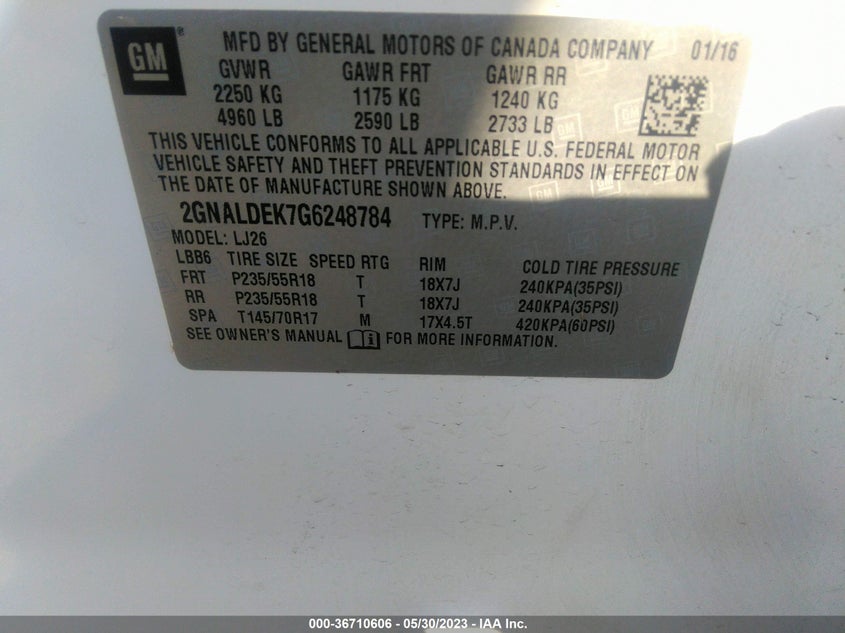 GM ® MFD BY GENERAL MOTORS OF CANADA COMPANY 01/16
GVWR GAWR FRT GAWR RR
2250 KG 1175 KG 1240 KG
4960 LB 2590 LB 2733 LB
THIS VEHICLE CONFORMS TO ALL APPLICABLE U.S. FEDERAL MOTOR
VEHICLE SAFETY AND THEFT PREVENTION STANDARDS IN EFFECT ON
THE DATE OF MANUFACTURE SHOWN ABOVE.
2GNALDEK7G6248784 TYPE: M.P.V.
MODEL: LJ26
LBB6 TIRE SIZE SPEED RTG RIM COLD TIRE PRESSURE
FRT P235/55R18 T 18X7J 240KPA(35PSI)
RR P235/55R18 T 18X7J 240KPA(35PSI)
SPA T145/70R17 M 17X4.5T 420KPA(60PSI)
SEE OWNER'S MANUAL i FOR MORE INFORMATION.
000-36710606 - 05/30/2023 - IAA Inc.